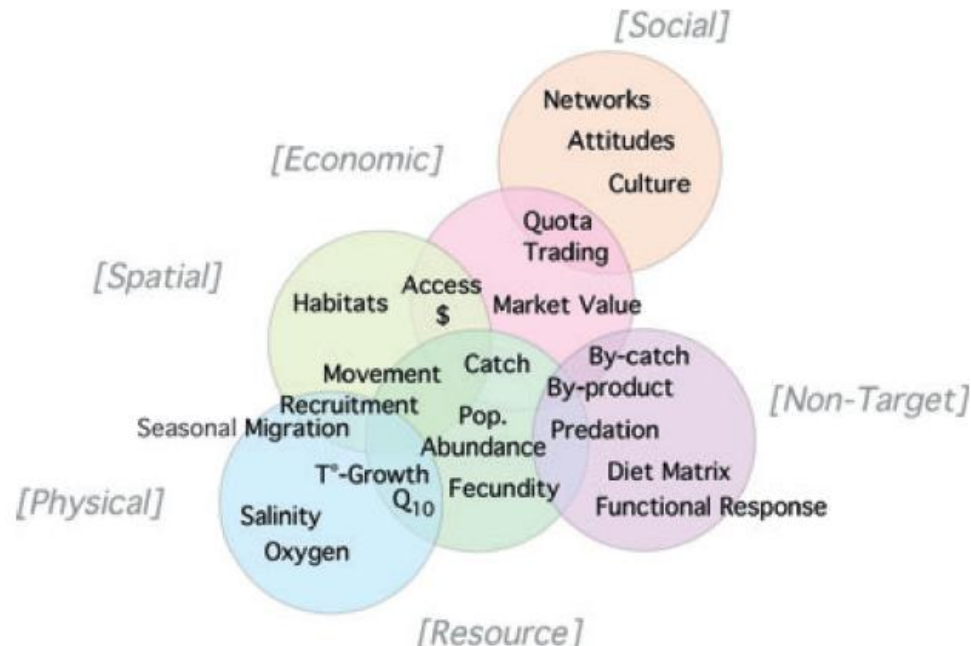 [Social]
Networks
Attitudes
Culture
[Economic]
Quota
Trading
[Spatial]
Access
$
Habitats
Market Value
By-catch
Catch
Movement
By-product
[Non-Target]
Recruitment
Seasonal Migration
Pop.
Abundance
Predation
T°-Growth
Q10
Fecundity
Diet Matrix
Functional Response
[Physical]
Salinity
Oxygen
[Resource]